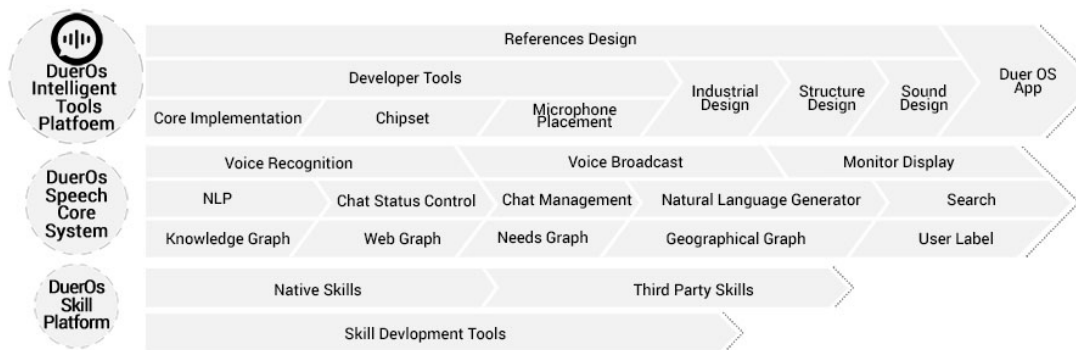 DuerOs
Intelligent
Tools
Platfoem
References Design
Developer Tools
Industrial
Design
Structure
Design
Sound
Design
Duer OS
App
Core Implementation
Chipset
Microphone
Placement
DuerOs
Speech
Core
System
Voice Recognition
Voice Broadcast
Monitor Display
NLP
Chat Status Control
Chat Management
Natural Language Generator
Search
Knowledge Graph
Web Graph
Needs Graph
Geographical Graph
User Label
DuerOs
Skill
Platform
Native Skills
Third Party Skills
Skill Devlopment Tools